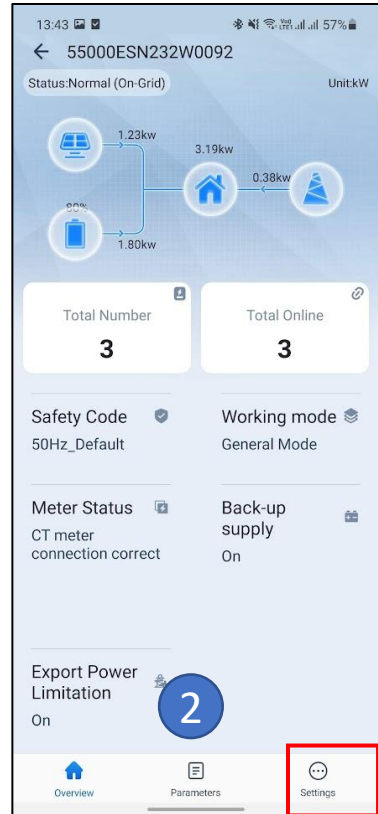 13:43 57%
55000ESN232W0092
Status:Normal (On-Grid) Unit:kW
1.23kw
3.19kw
0.38kw
80%
1.80kw
Total Number
3
Total Online
3
Safety Code
50Hz_Default
Working mode
General Mode
Meter Status
CT meter
connection correct
Back-up
supply
On
Export Power
Limitation
On
2
Overview Parameters Settings